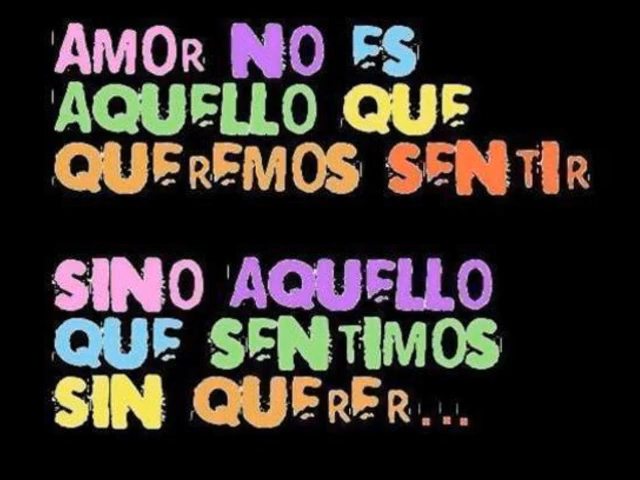 AMOR NO ES
AQUELLO QUE
QUEREMOS SENTIR
SINO AQUELLO
QUE SENTIMOS
SIN QUERER...